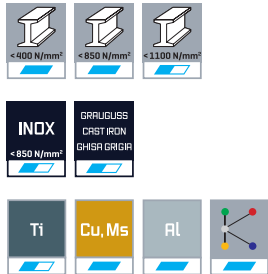 < 400 N/mm²
< 850 N/mm²
< 1100 N/mm²
INOX
< 850 N/mm²
GRAUGUSS
CAST IRON
GHISA GRIGIA
Ti
Cu, Ms
Al